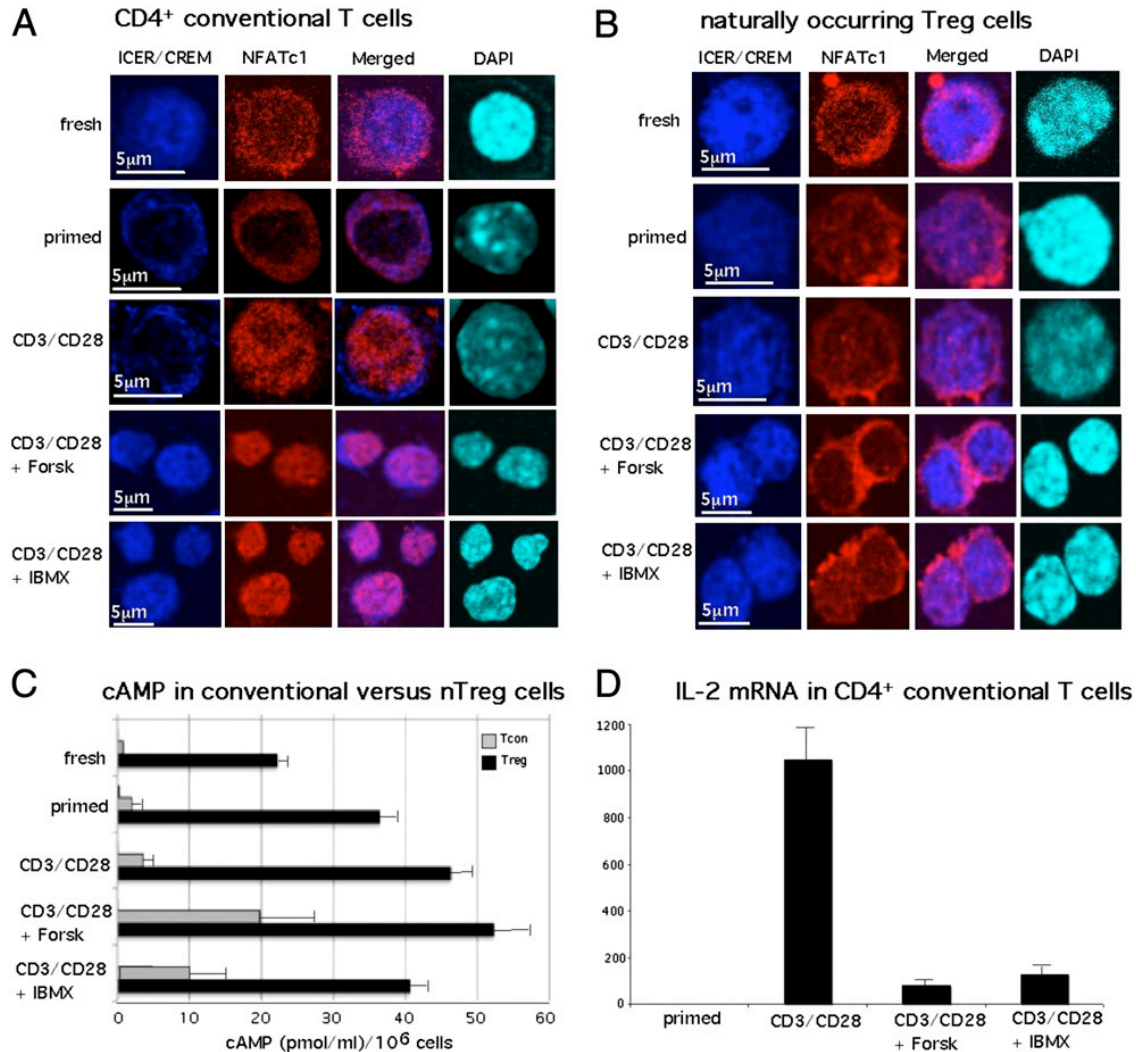 A CD4⁺ conventional T cells
ICER/CREM NFATc1 Merged DAPI
fresh
5μm
primed
5μm
CD3/CD28
5μm
CD3/CD28
+ Forsk
5μm
CD3/CD28
+ IBMX
5μm
B naturally occurring Treg cells
ICER/CREM NFATc1 Merged DAPI
fresh
5μm
primed
5μm
CD3/CD28
5μm
CD3/CD28
+ Forsk
5μm
CD3/CD28
+ IBMX
5μm
C cAMP in conventional versus nTreg cells
Tcon
Treg
fresh
primed
CD3/CD28
CD3/CD28
+ Forsk
CD3/CD28
+ IBMX
0 10 20 30 40 50 60
cAMP (pmol/ml)/10⁶ cells
D IL-2 mRNA in CD4⁺ conventional T cells
1200
1000
800
600
400
200
0
primed CD3/CD28 CD3/CD28 CD3/CD28
+ Forsk + IBMX